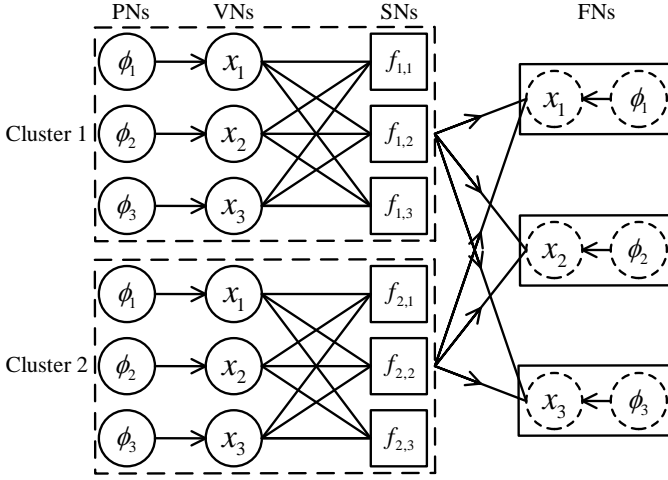 PNs VNs SNs FNs
ϕ₁ x₁ f₁,₁
x₁ ϕ₁
Cluster 1 ϕ₂ x₂ f₁,₂
ϕ₃ x₃ f₁,₃
x₂ ϕ₂
ϕ₁ x₁ f₂,₁
Cluster 2 ϕ₂ x₂ f₂,₂
x₃ ϕ₃
ϕ₃ x₃ f₂,₃